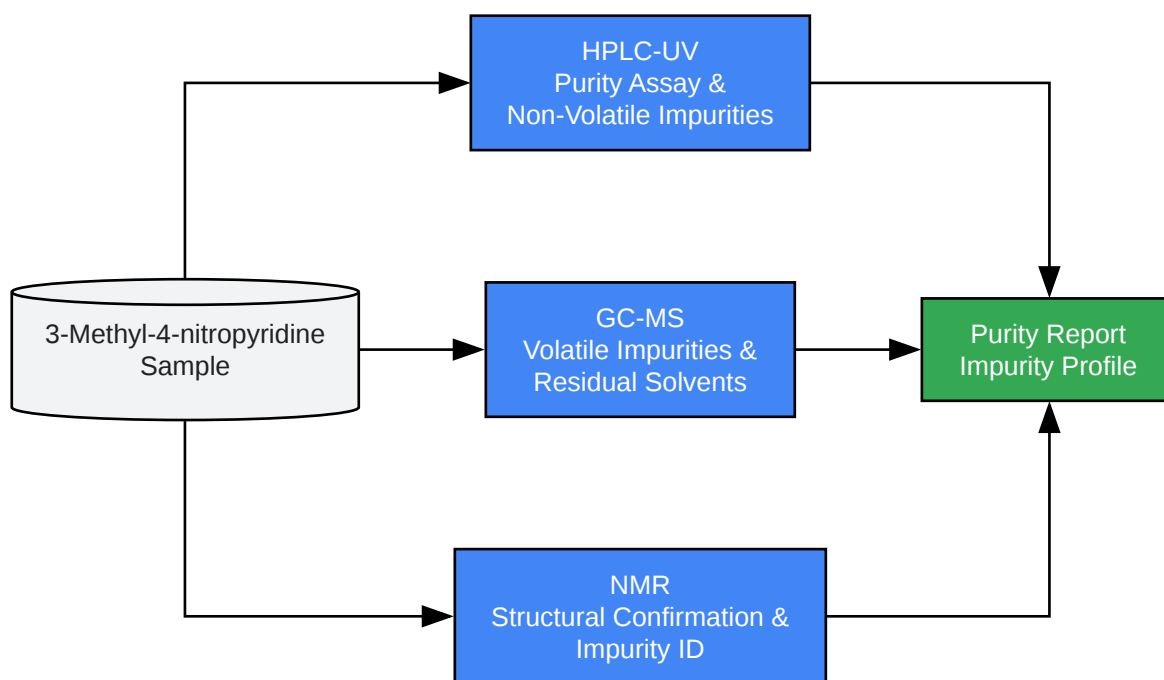 HPLC-UV
Purity Assay &
Non-Volatile Impurities
3-Methyl-4-nitropyridine
Sample
GC-MS
Volatile Impurities &
Residual Solvents
Purity Report
Impurity Profile
NMR
Structural Confirmation &
Impurity ID